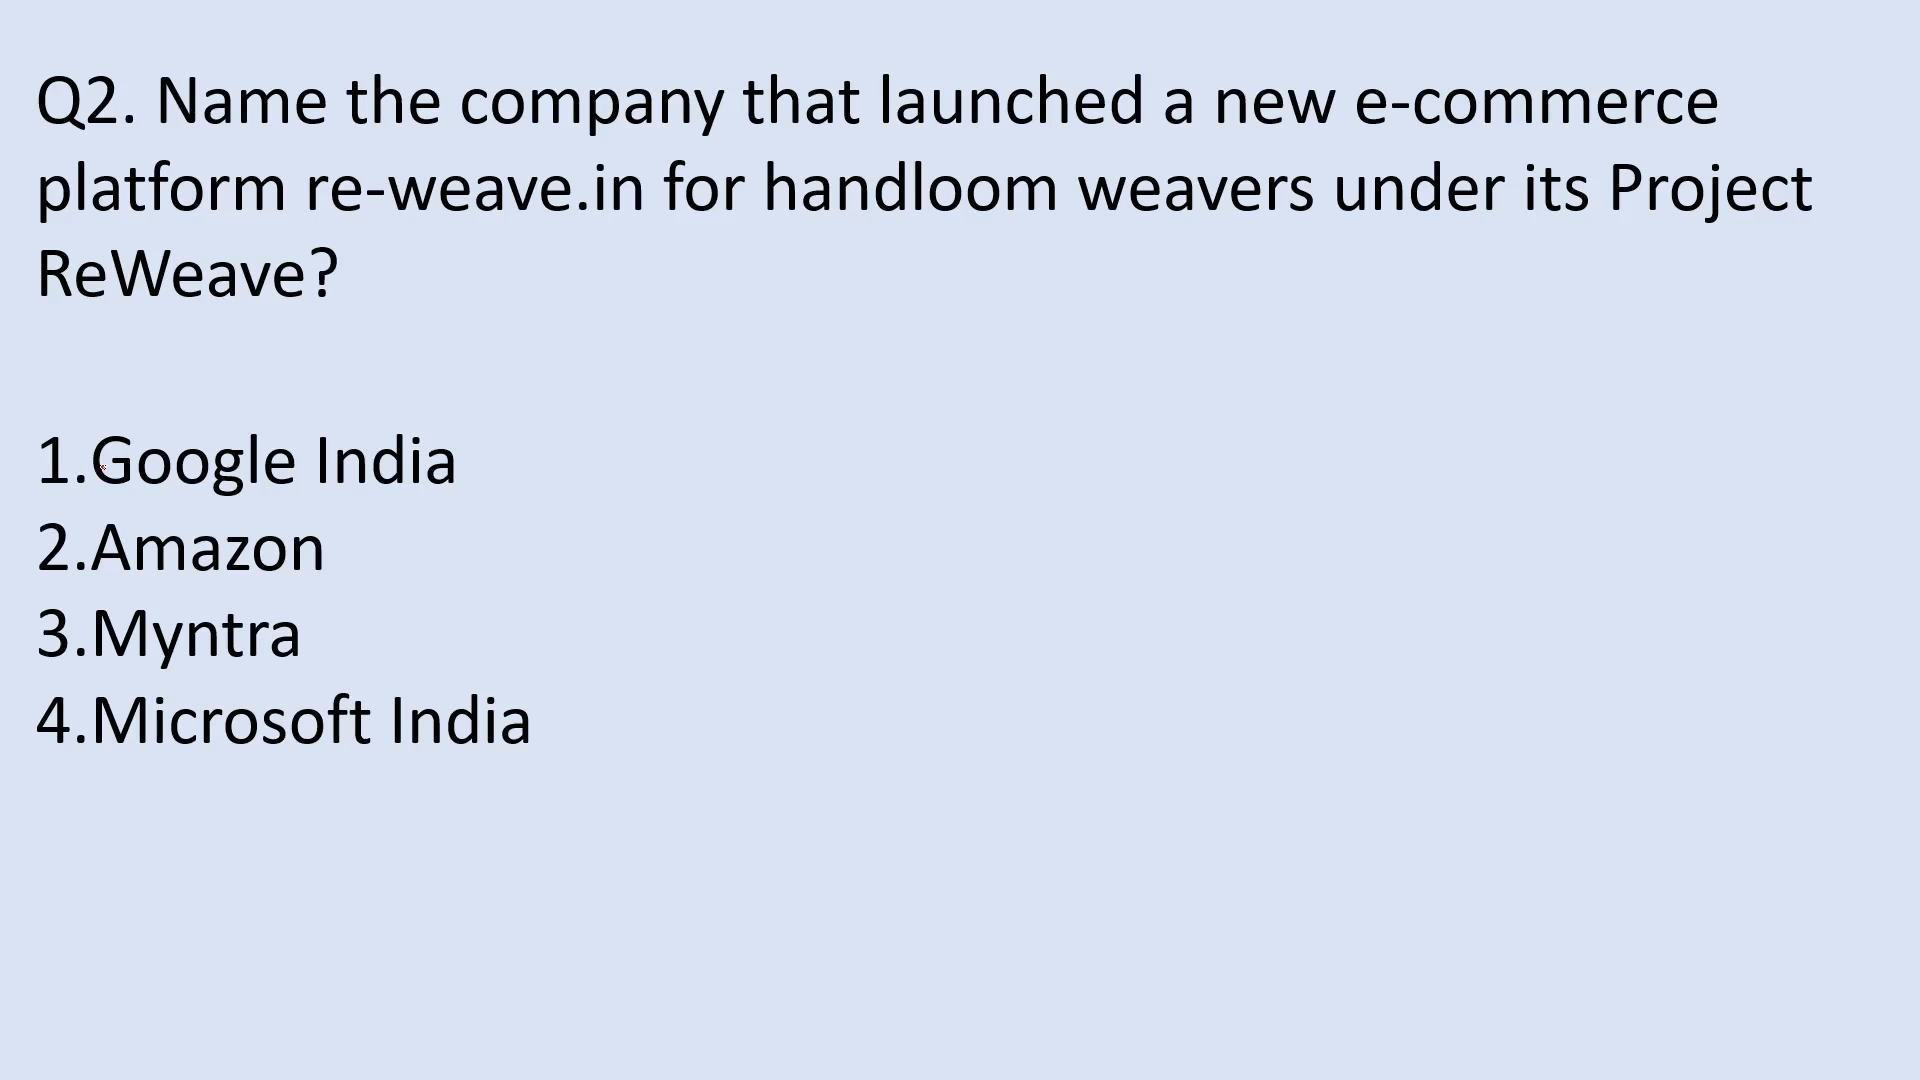 Q2. Name the company that launched a new e-commerce
platform re-weave.in for handloom weavers under its Project
ReWeave?
1.Google India
2.Amazon
3.Myntra
4.Microsoft India